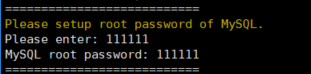 ===========================
Please setup root password of MySQL.
Please enter: 111111
MySQL root password: 111111
===========================